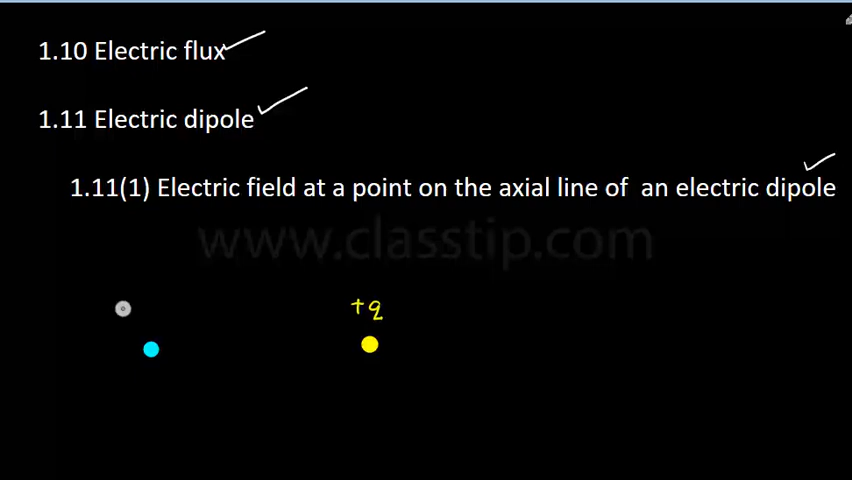 1.10 Electric flux
1.11 Electric dipole
1.11(1) Electric field at a point on the axial line of an electric dipole
www.classtip.com
+q